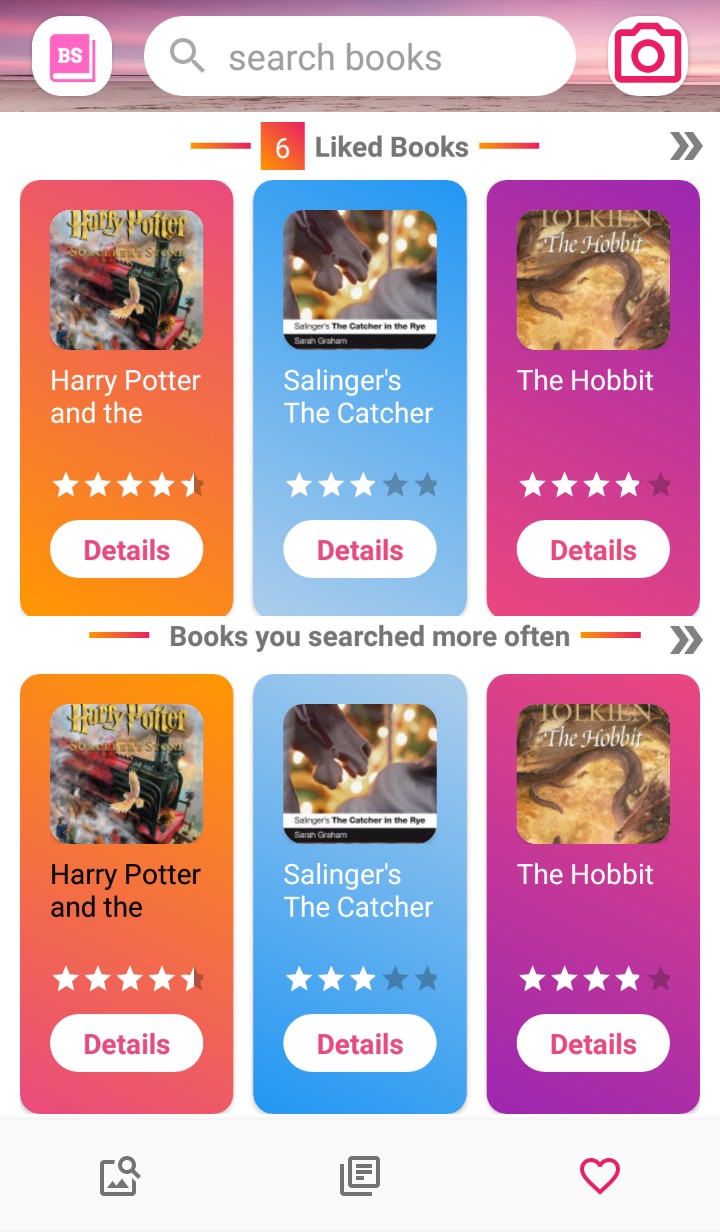 BS
search books
6 Liked Books
Harry Potter
SORCERER'S STONE
Salinger's The Catcher in the Rye
Sarah Graham
TOLKIEN
The Hobbit
Harry Potter
and the
Salinger's
The Catcher
The Hobbit
Details
Details
Details
Books you searched more often
Harry Potter
SORCERER'S STONE
Salinger's The Catcher in the Rye
Sarah Graham
TOLKIEN
The Hobbit
Harry Potter
and the
Salinger's
The Catcher
The Hobbit
Details
Details
Details